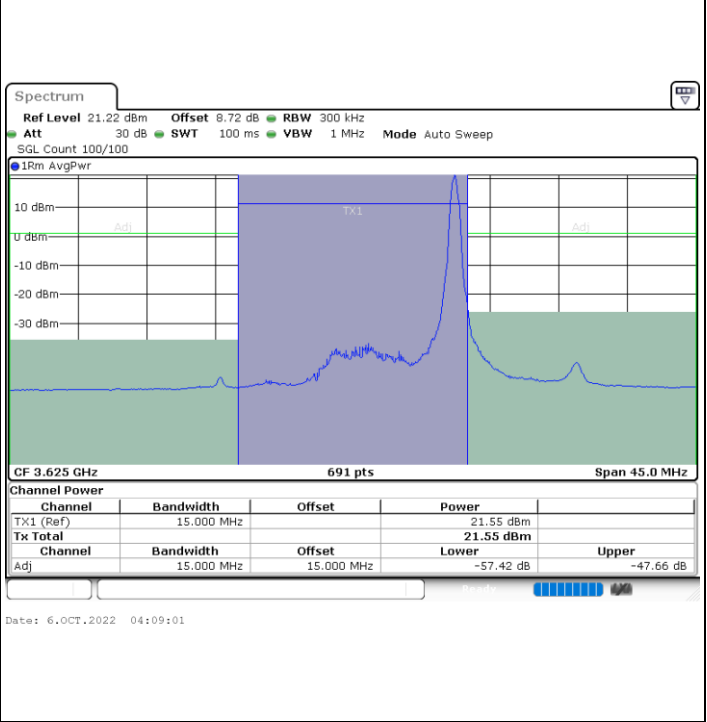 Spectrum
Ref Level 21.22 dBm Offset 8.72 dB RBW 300 kHz
Att 30 dB SWT 100 ms VBW 1 MHz Mode Auto Sweep
SGL Count 100/100
1Rm AvgPwr
10 dBm
TX1
Adj Adj
0 dBm
-10 dBm
-20 dBm
-30 dBm
CF 3.625 GHz 691 pts Span 45.0 MHz
Channel Power
Channel Bandwidth Offset Power
TX1 (Ref) 15.000 MHz 21.55 dBm
Tx Total 21.55 dBm
Channel Bandwidth Offset Lower Upper
Adj 15.000 MHz 15.000 MHz -57.42 dB -47.66 dB
Ready
Date: 6.OCT.2022 04:09:01